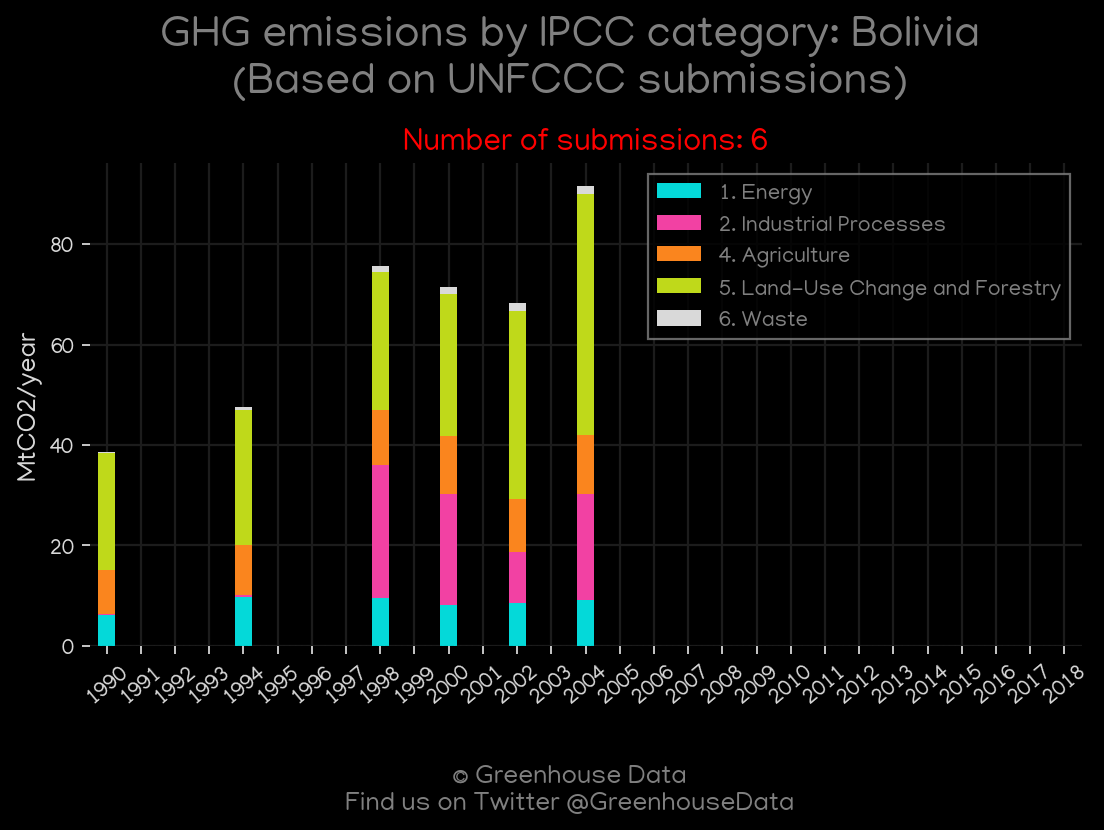 GHG emissions by IPCC category: Bolivia
(Based on UNFCCC submissions)
Number of submissions: 6
1. Energy
2. Industrial Processes
4. Agriculture
5. Land-Use Change and Forestry
6. Waste
MtCO2/year
80
60
40
20
0
1990 1991 1992 1993 1994 1995 1996 1997 1998 1999 2000 2001 2002 2003 2004 2005 2006 2007 2008 2009 2010 2011 2012 2013 2014 2015 2016 2017 2018
© Greenhouse Data
Find us on Twitter @GreenhouseData